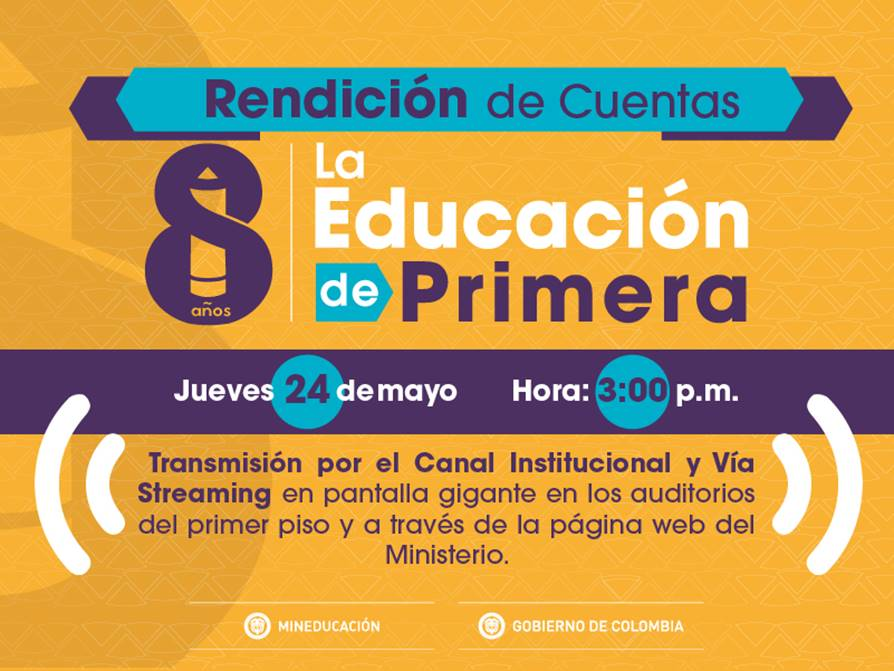 Rendición de Cuentas
8
años
La
Educación
de Primera
Jueves 24 de mayo Hora: 3:00 p.m.
Transmisión por el Canal Institucional y Vía
Streaming en pantalla gigante en los auditorios
del primer piso y a través de la página web del
Ministerio.
MINEDUCACIÓN GOBIERNO DE COLOMBIA